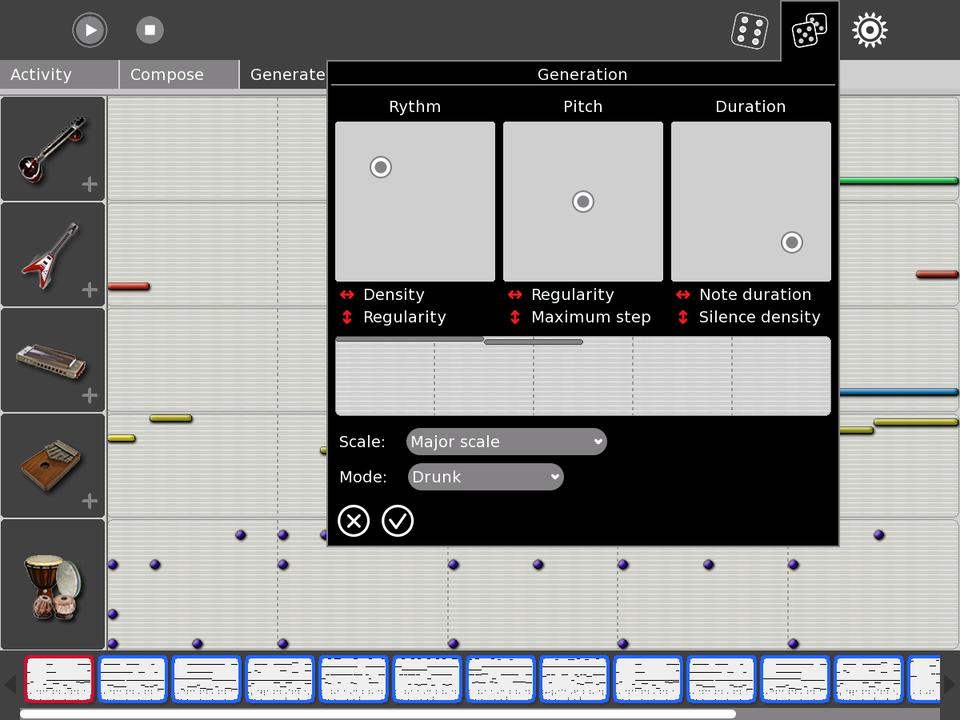 Activity Compose Generate
Generation
Rythm Pitch Duration
Density Regularity Note duration
Regularity Maximum step Silence density
Scale: Major scale
Mode: Drunk